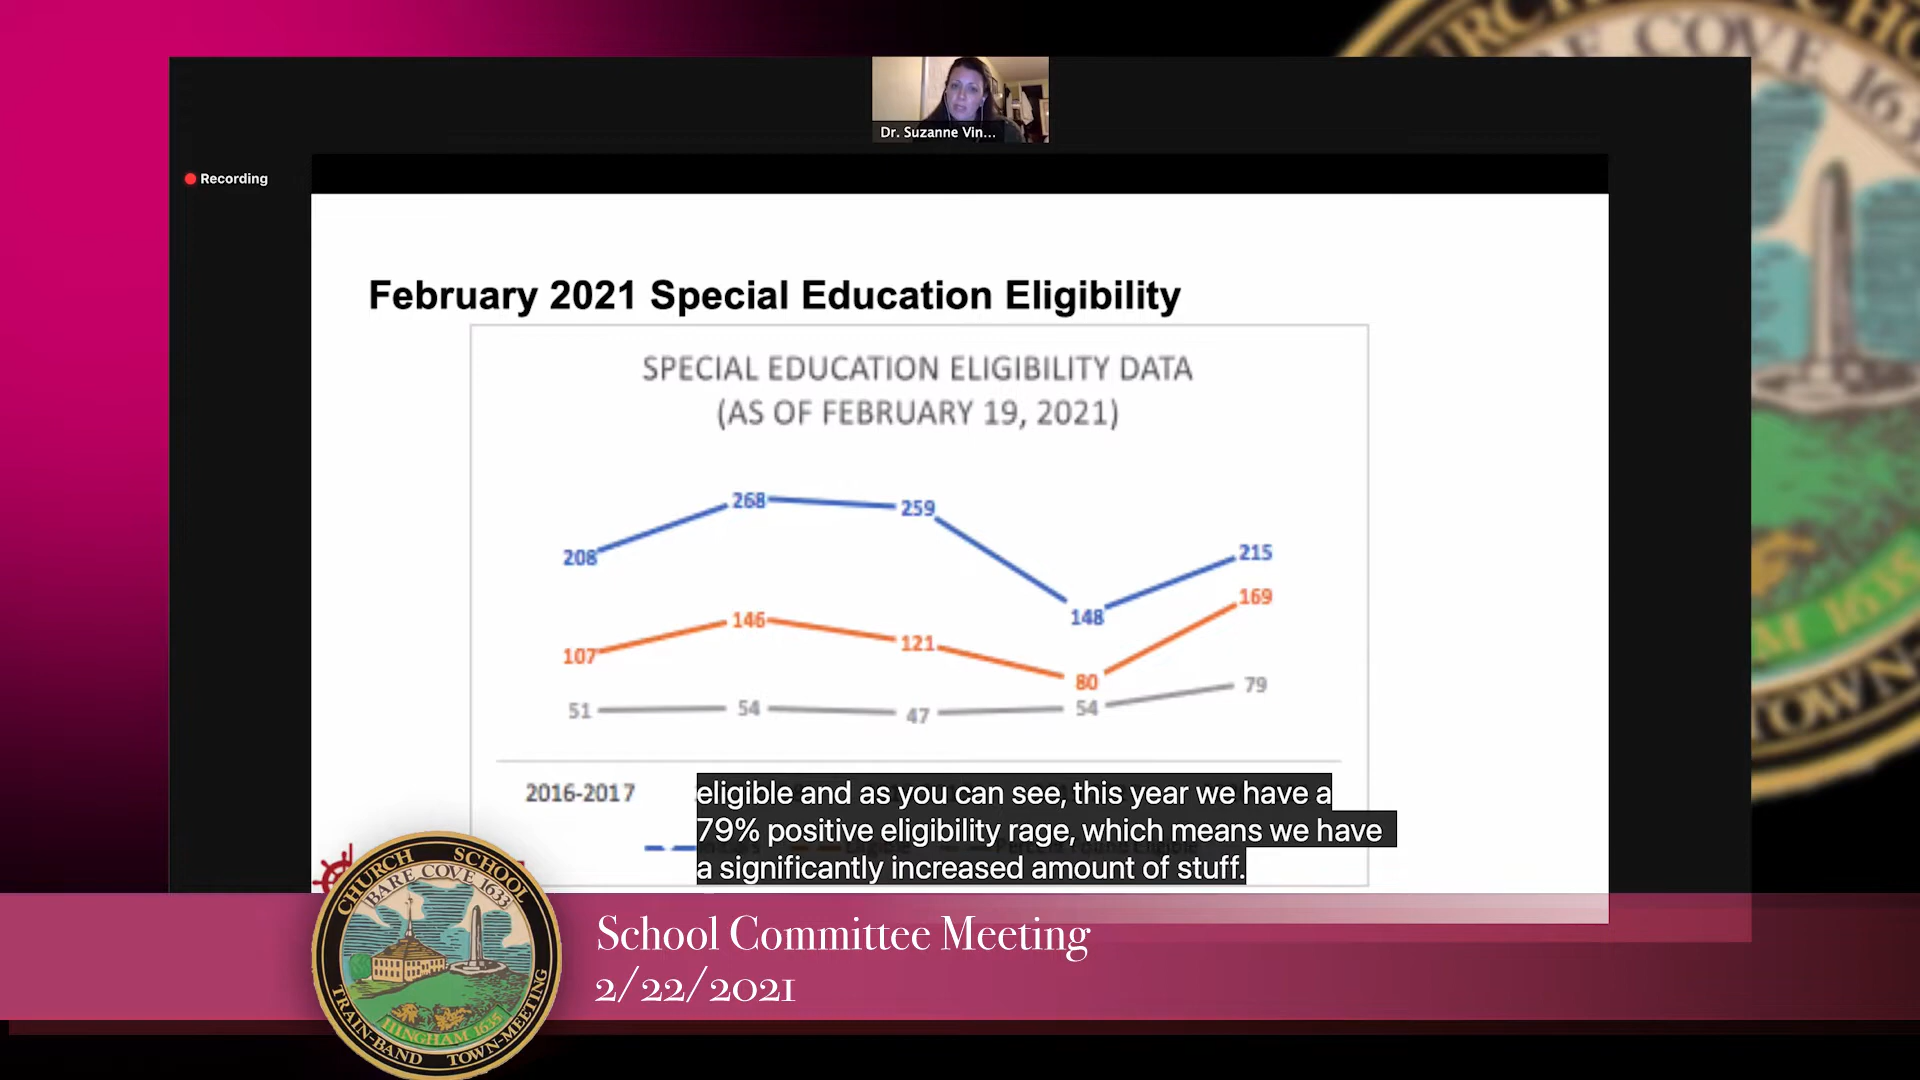 Dr. Suzanne Vin...
Recording
February 2021 Special Education Eligibility
SPECIAL EDUCATION ELIGIBILITY DATA
(AS OF FEBRUARY 19, 2021)
268
259
208
215
148
169
146
121
107
80
79
51
54
47
54
2016-2017
eligible and as you can see, this year we have a
79% positive eligibility rage, which means we have
a significantly increased amount of stuff.
CHURCH SCHOOL
BARE COVE 1633
HINGHAM 1635
TRAIN-BAND TOWN-MEETING
School Committee Meeting
2/22/2021